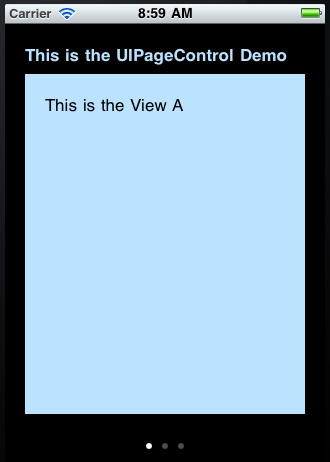 Carrier 8:59 AM
This is the UIPageControl Demo
This is the View A